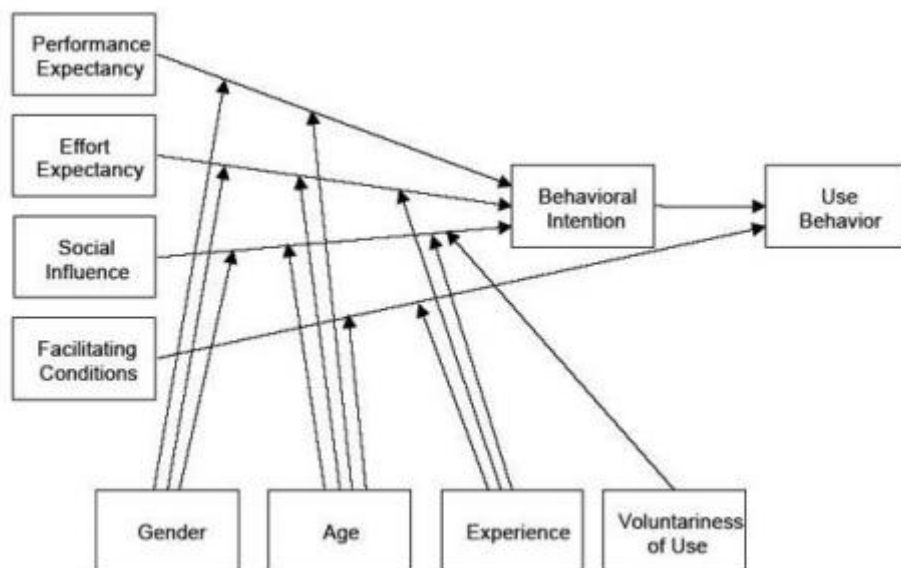 Performance
Expectancy
Effort
Expectancy
Social
Influence
Facilitating
Conditions
Behavioral
Intention
Use
Behavior
Gender
Age
Experience
Voluntariness
of Use